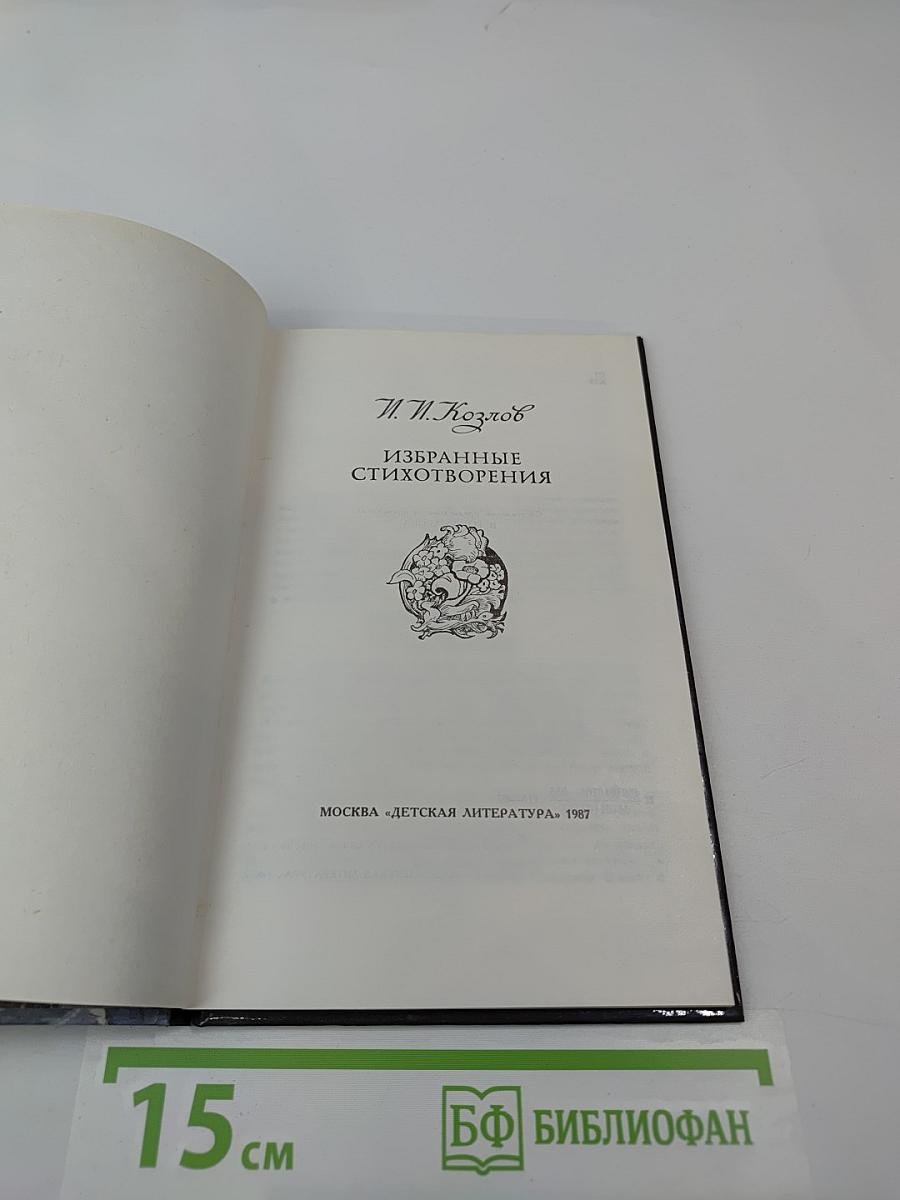 И. И. Козлов
ИЗБРАННЫЕ
СТИХОТВОРЕНИЯ
МОСКВА «ДЕТСКАЯ ЛИТЕРАТУРА» 1987
15 см
БФ БИБЛИОФАН